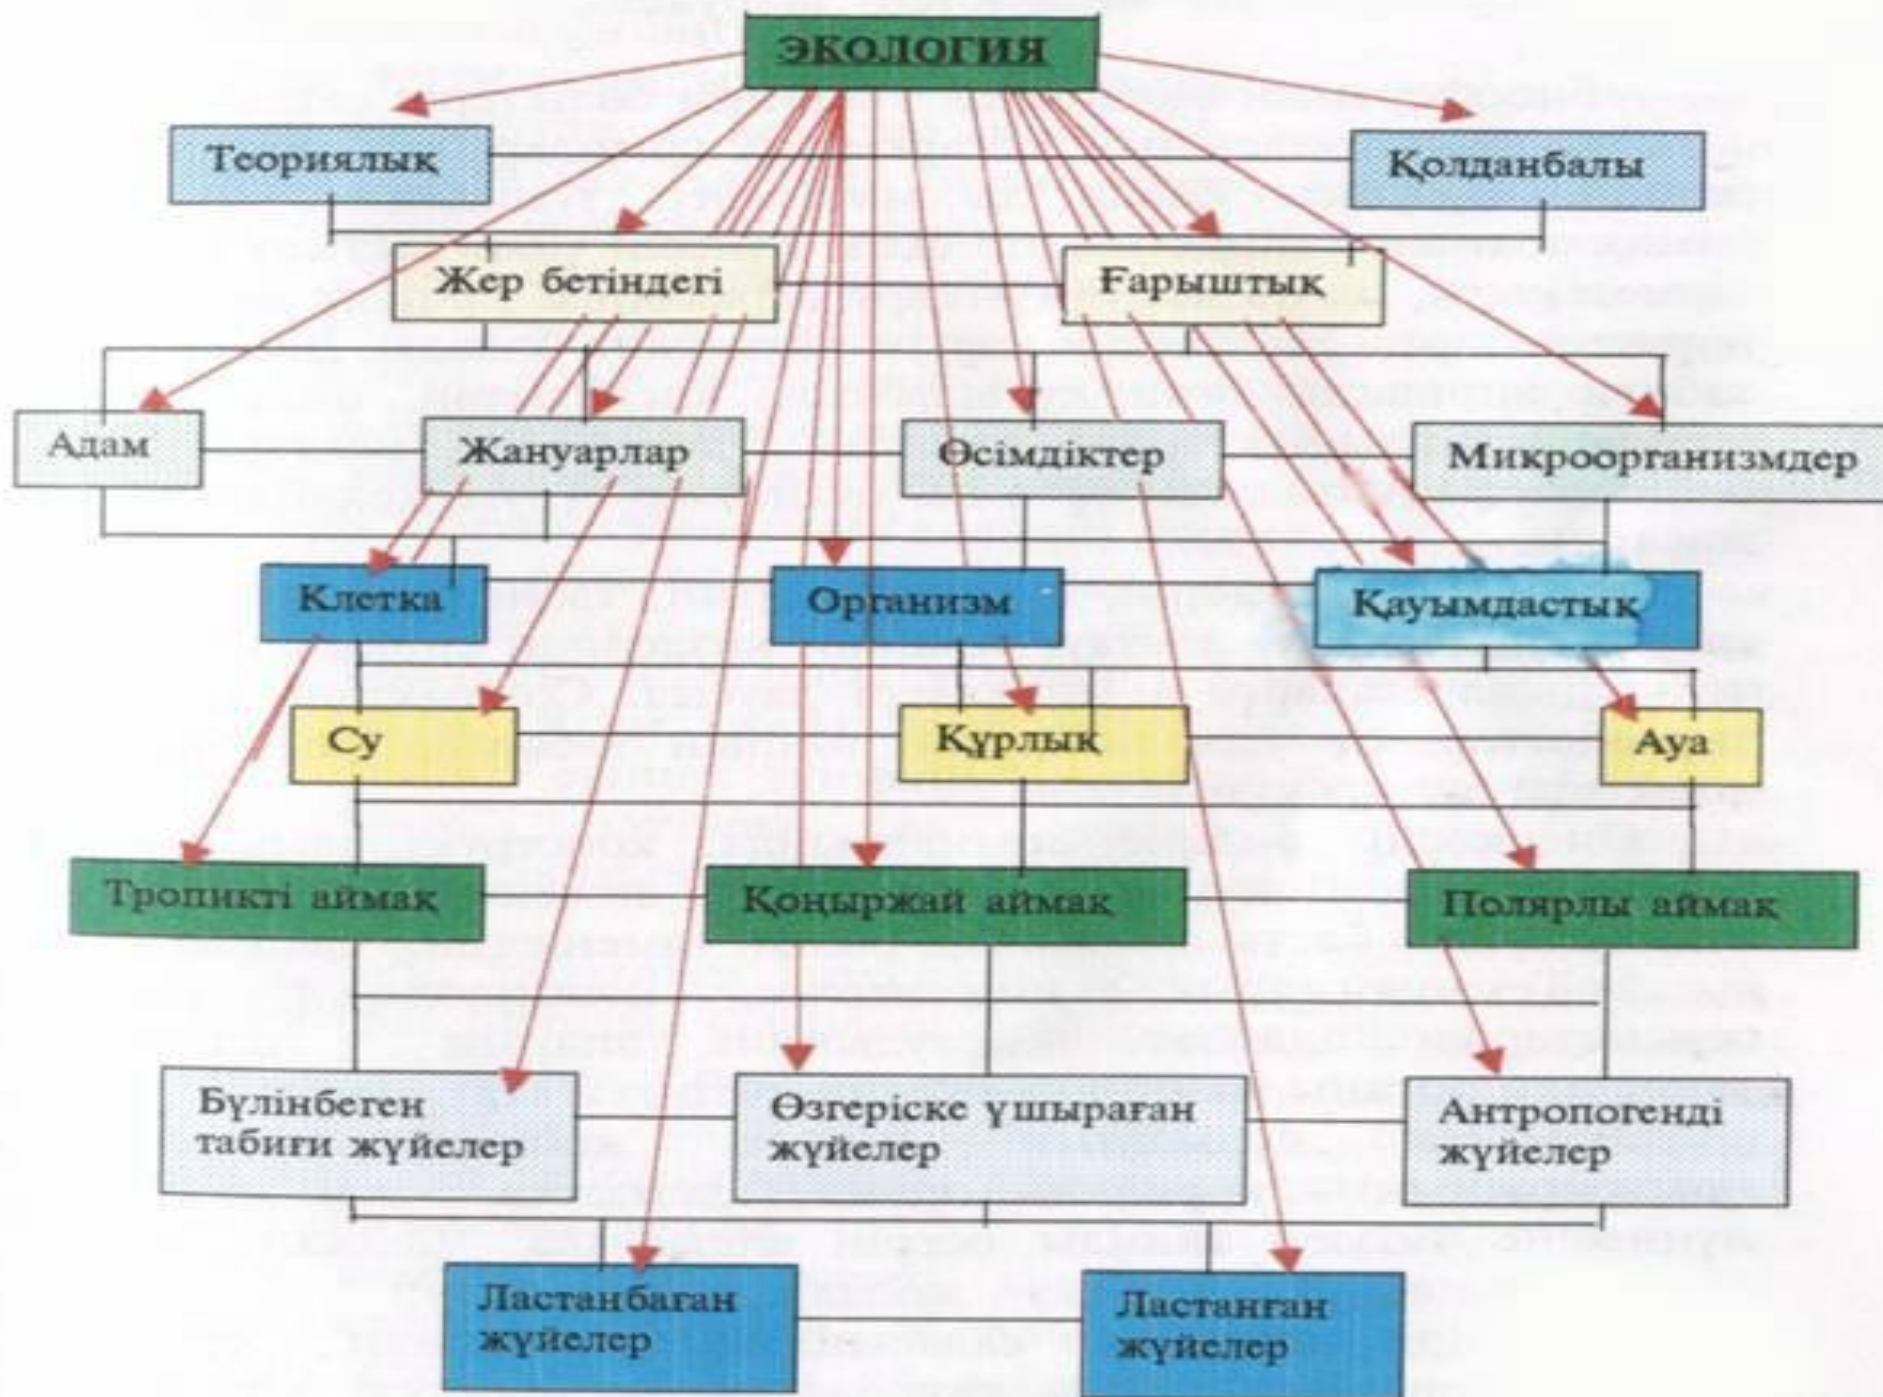 ЭКОЛОГИЯ
Теориялық
Қолданбалы
Жер бетіндегі
Ғарыштық
Адам
Жануарлар
Өсімдіктер
Микроорганизмдер
Клетка
Организм
Қауымдастық
Су
Құрлық
Ауа
Тропикті аймақ
Қоңыржай аймақ
Полярлы аймақ
Бүлінбеген
табиғи жүйелер
Өзгеріске ұшыраған
жүйелер
Антропогенді
жүйелер
Ластанбаган
жүйелер
Ластанған
жүйелер